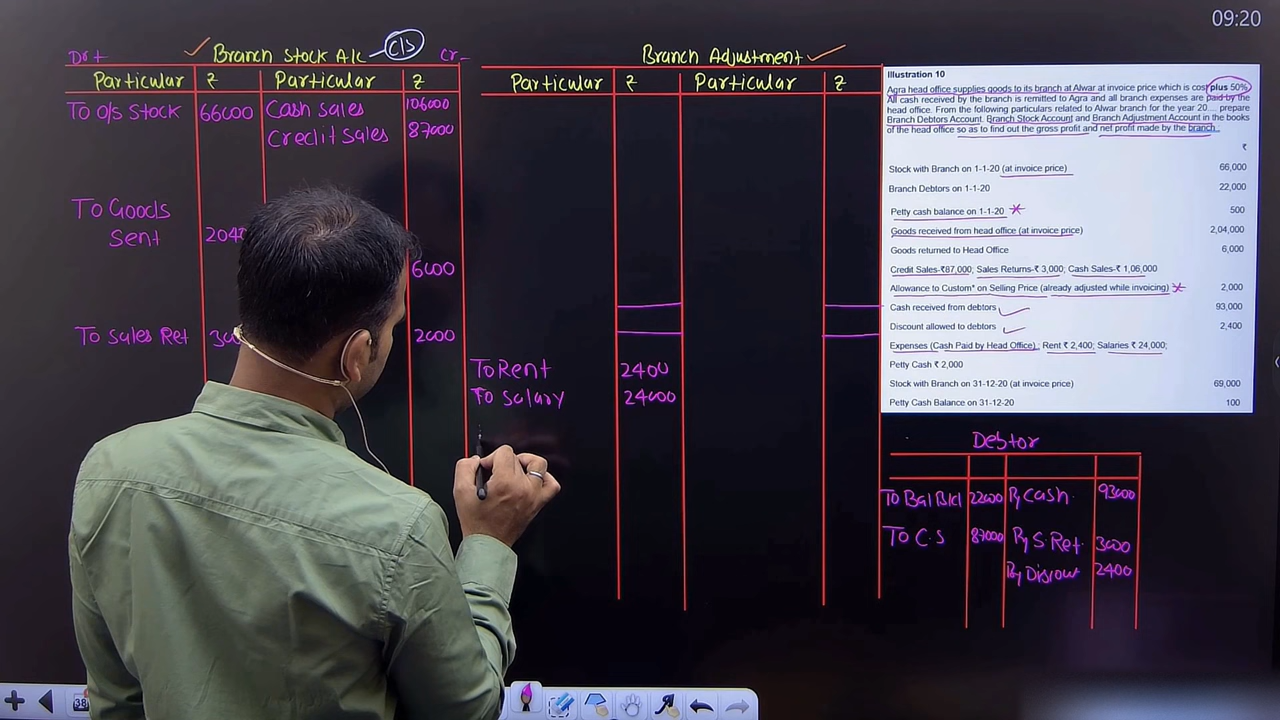 09:20
Dr +
Branch Stock A/c
C/S
Cr -
Particular ₹ Particular ₹
To O/s Stock 66000 Cash sales 106000
Credit Sales 87000
To Goods
Sent 2040
6000
To Sales Ret 3000 2000
Branch Adjustment
Particular ₹ Particular ₹
To Rent 2400
To Salary 24000
Illustration 10
Agra head office supplies goods to its branch at Alwar at invoice price which is cost plus 50%.
All cash received by the branch is remitted to Agra and all branch expenses are paid by the
head office. From the following particulars related to Alwar branch for the year 20.... prepare
Branch Debtors Account, Branch Stock Account and Branch Adjustment Account in the books
of the head office so as to find out the gross profit and net profit made by the branch.
₹
Stock with Branch on 1-1-20 (at invoice price) 66,000
Branch Debtors on 1-1-20 22,000
Petty cash balance on 1-1-20 500
Goods received from head office (at invoice price) 2,04,000
Goods returned to Head Office 6,000
Credit Sales-₹87,000; Sales Returns-₹ 3,000; Cash Sales-₹ 1,06,000
Allowance to Custom* on Selling Price (already adjusted while invoicing) 2,000
Cash received from debtors 93,000
Discount allowed to debtors 2,400
Expenses (Cash Paid by Head Office) : Rent ₹ 2,400; Salaries ₹ 24,000;
Petty Cash ₹ 2,000
Stock with Branch on 31-12-20 (at invoice price) 69,000
Petty Cash Balance on 31-12-20 100
Debtor
To Bal B/d 22000 By Cash 93000
To C.S 87000 By S. Ret 3000
By Discout 2400
38